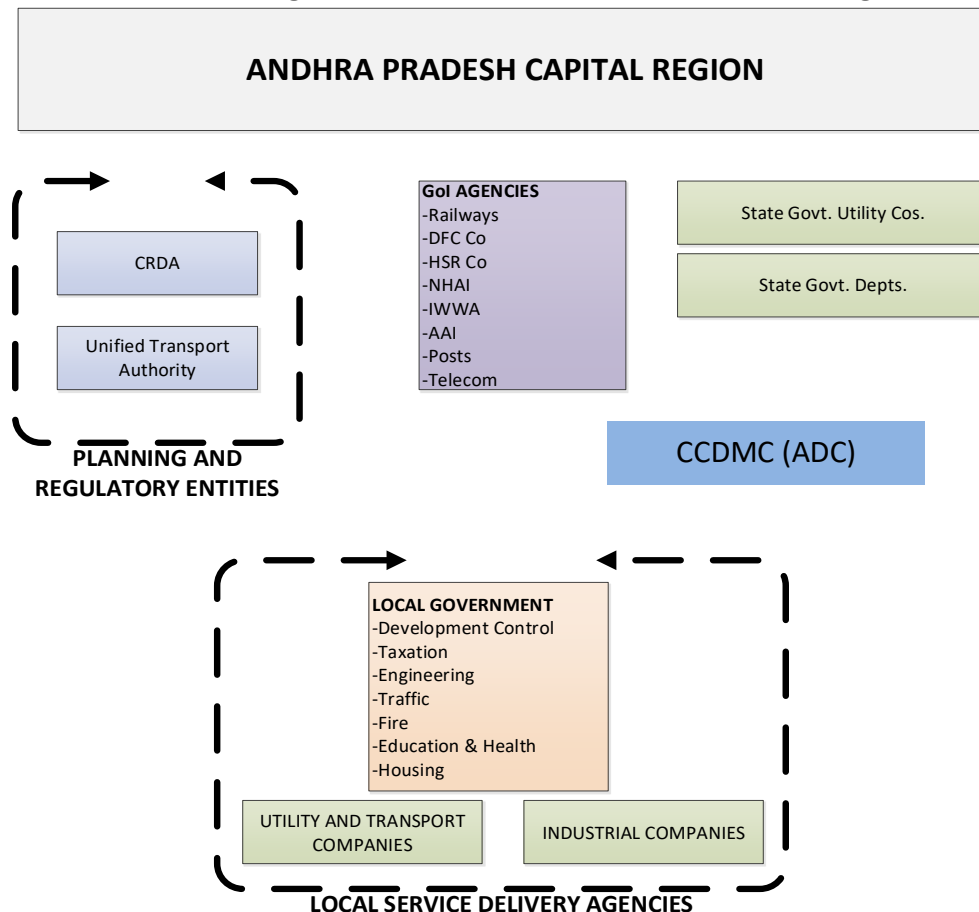 ANDHRA PRADESH CAPITAL REGION
CRDA
Unified Transport
Authority
PLANNING AND
REGULATORY ENTITIES
GoI AGENCIES
-Railways
-DFC Co
-HSR Co
-NHAI
-IWWA
-AAI
-Posts
-Telecom
State Govt. Utility Cos.
State Govt. Depts.
CCDMC (ADC)
LOCAL GOVERNMENT
-Development Control
-Taxation
-Engineering
-Traffic
-Fire
-Education & Health
-Housing
UTILITY AND TRANSPORT
COMPANIES
INDUSTRIAL COMPANIES
LOCAL SERVICE DELIVERY AGENCIES